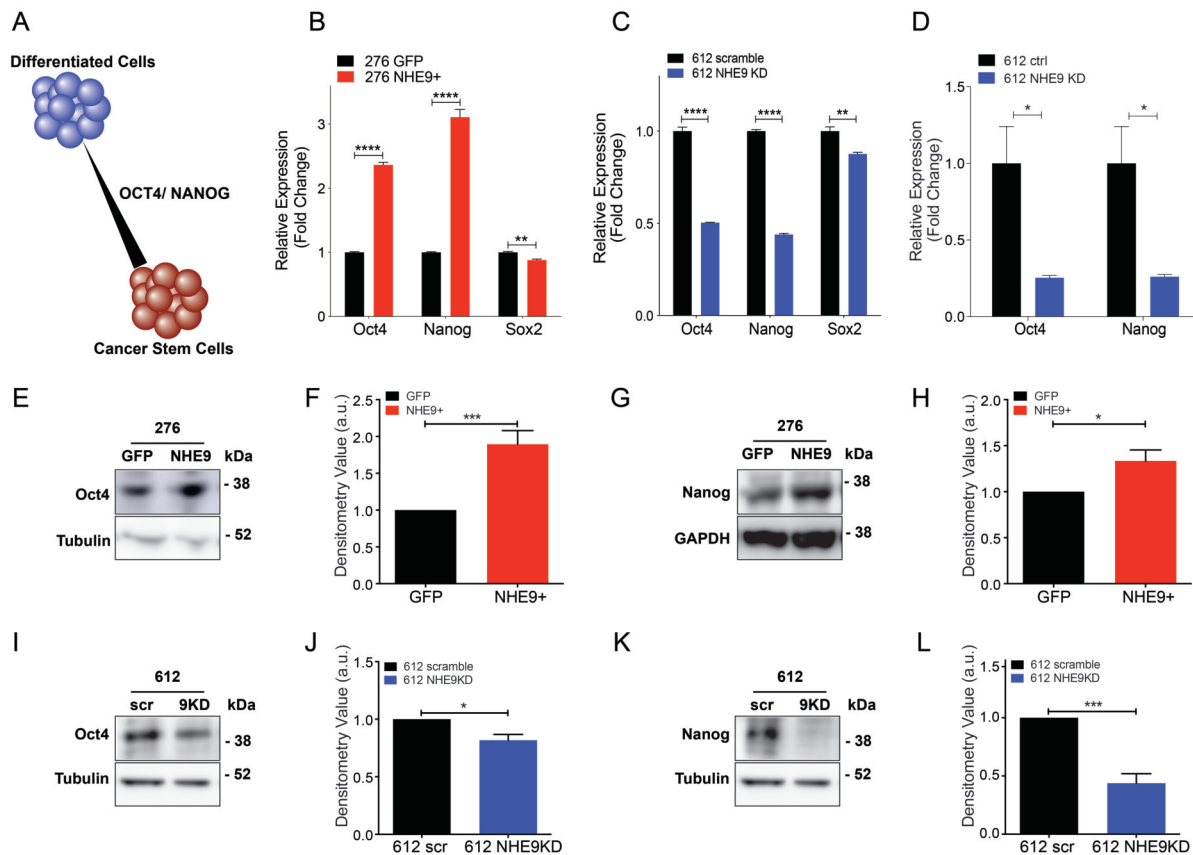 A
Differentiated Cells
OCT4/ NANOG
Cancer Stem Cells
B
276 GFP
276 NHE9+
Relative Expression
(Fold Change)
3
2
1
0
****
****
**
Oct4 Nanog Sox2
C
612 scramble
612 NHE9 KD
Relative Expression
(Fold Change)
1.0
0.5
0
****
****
**
Oct4 Nanog Sox2
D
612 ctrl
612 NHE9 KD
Relative Expression
(Fold Change)
1.5
1.0
0.5
0
*
*
Oct4 Nanog
E
276
GFP NHE9 kDa
Oct4
- 38
Tubulin
- 52
F
GFP
NHE9+
Densitometry Value (a.u.)
2.5
2.0
1.5
1.0
0.5
0.0
***
GFP NHE9+
G
276
GFP NHE9 kDa
Nanog
- 38
GAPDH
- 38
H
GFP
NHE9+
Densitometry Value (a.u.)
2.0
1.5
1.0
0.5
0.0
*
GFP NHE9+
I
612
scr 9KD kDa
Oct4
- 38
Tubulin
- 52
J
612 scramble
612 NHE9KD
Densitometry Value (a.u.)
1.5
1.0
0.5
0.0
*
612 scr 612 NHE9KD
K
612
scr 9KD kDa
Nanog
- 38
Tubulin
- 52
L
612 scramble
612 NHE9KD
Densitometry Value (a.u.)
1.5
1.0
0.5
0.0
***
612 scr 612 NHE9KD